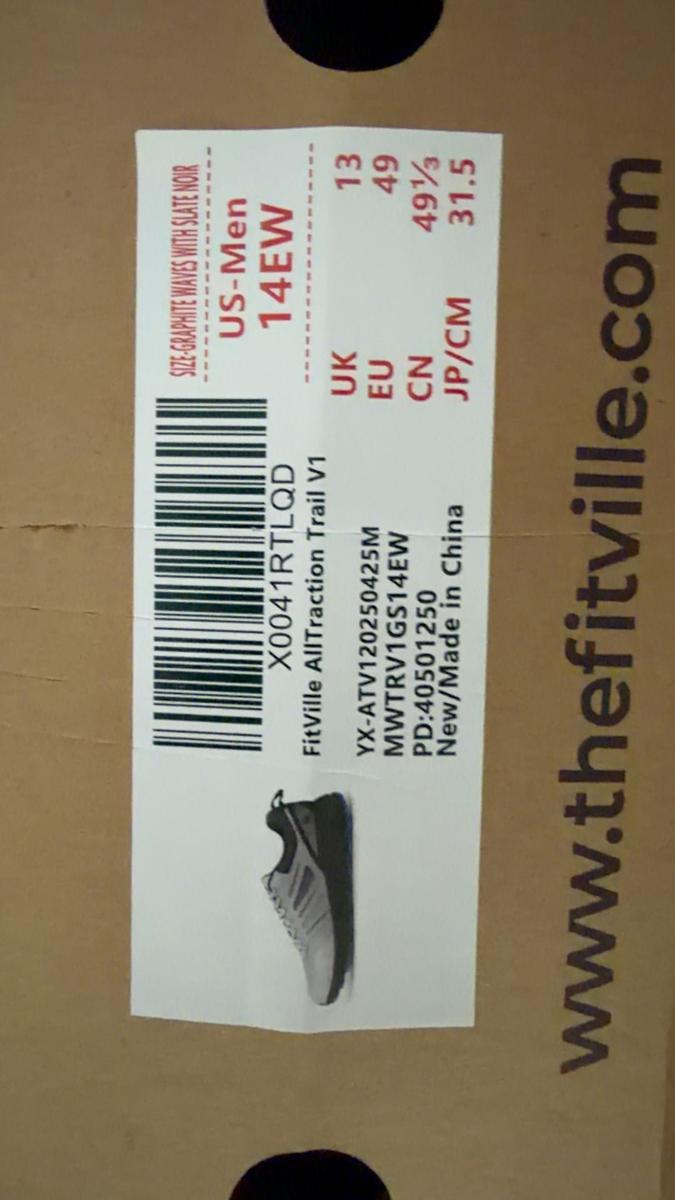 SIZE-GRAPHITE WAVES WITH SLATE NOIR
US-Men
14EW
X0041RTLQD
FitVille AllTraction Trail V1
YX-ATV120250425M
MWTRV1GS14EW
PD:40501250
New/Made in China
UK 13
EU 49
CN 49⅓
JP/CM 31.5
www.thefitville.com